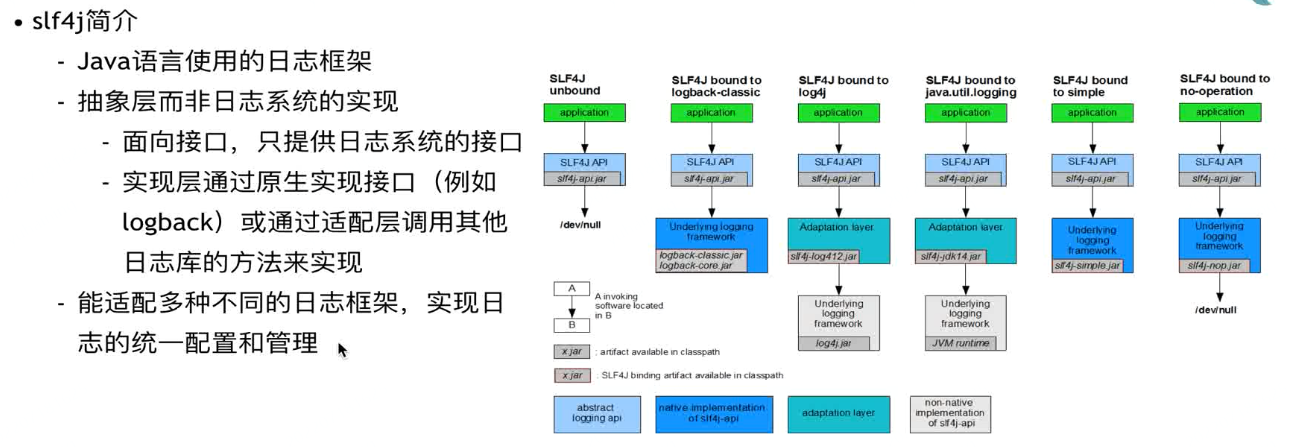 • slf4j简介
- Java语言使用的日志框架
- 抽象层而非日志系统的实现
- 面向接口，只提供日志系统的接口
- 实现层通过原生实现接口（例如
logback）或通过适配层调用其他
日志库的方法来实现
- 能适配多种不同的日志框架，实现日
志的统一配置和管理
SLF4J
unbound
application
SLF4J API
slf4j-api.jar
/dev/null
SLF4J bound to
logback-classic
application
SLF4J API
slf4j-api.jar
Underlying logging
framework
logback-classic.jar
logback-core.jar
SLF4J bound to
log4j
application
SLF4J API
slf4j-api.jar
Adaptation layer
slf4j-log412.jar
Underlying
logging
framework
log4j.jar
SLF4J bound to
java.util.logging
application
SLF4J API
slf4j-api.jar
Adaptation layer
slf4j-jdk14.jar
Underlying
logging
framework
JVM runtime
SLF4J bound
to simple
application
SLF4J API
slf4j-api.jar
Underlying
logging
framework
slf4j-simple.jar
SLF4J bound to
no-operation
application
SLF4J API
slf4j-api.jar
Underlying
logging
framework
slf4j-nop.jar
/dev/null
A
B
A invoking
software located
in B
x.jar : artifact available in classpath
x.jar : SLF4J binding artifact available in classpath
abstract
logging api
native implementation
of slf4j-api
adaptation layer
non-native
implementation
of slf4j-api